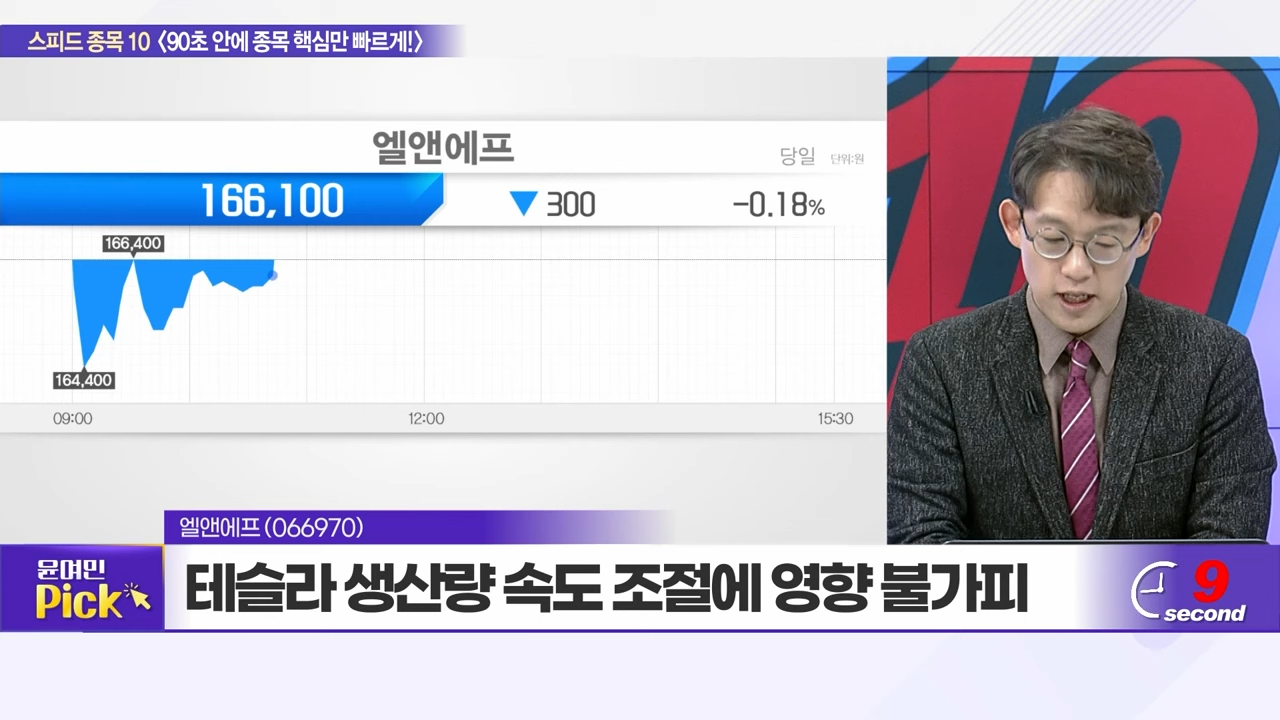 스피드 종목 10 〈90초 안에 종목 핵심만 빠르게!〉
엘앤에프
당일 단위:원
166,100 ▼ 300 -0.18%
166,400
164,400
09:00 12:00 15:30
엘앤에프 (066970)
윤여민
Pick
테슬라 생산량 속도 조절에 영향 불가피
9
second
10